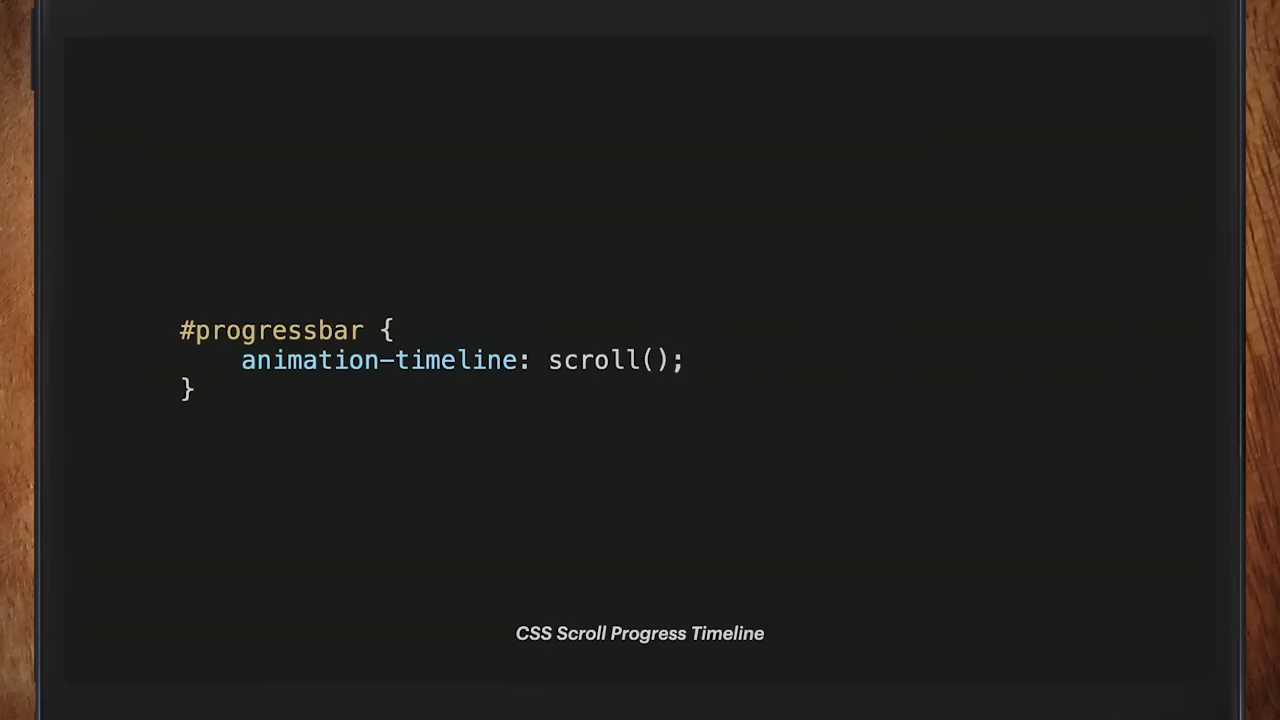 #progressbar {
    animation-timeline: scroll();
}
CSS Scroll Progress Timeline